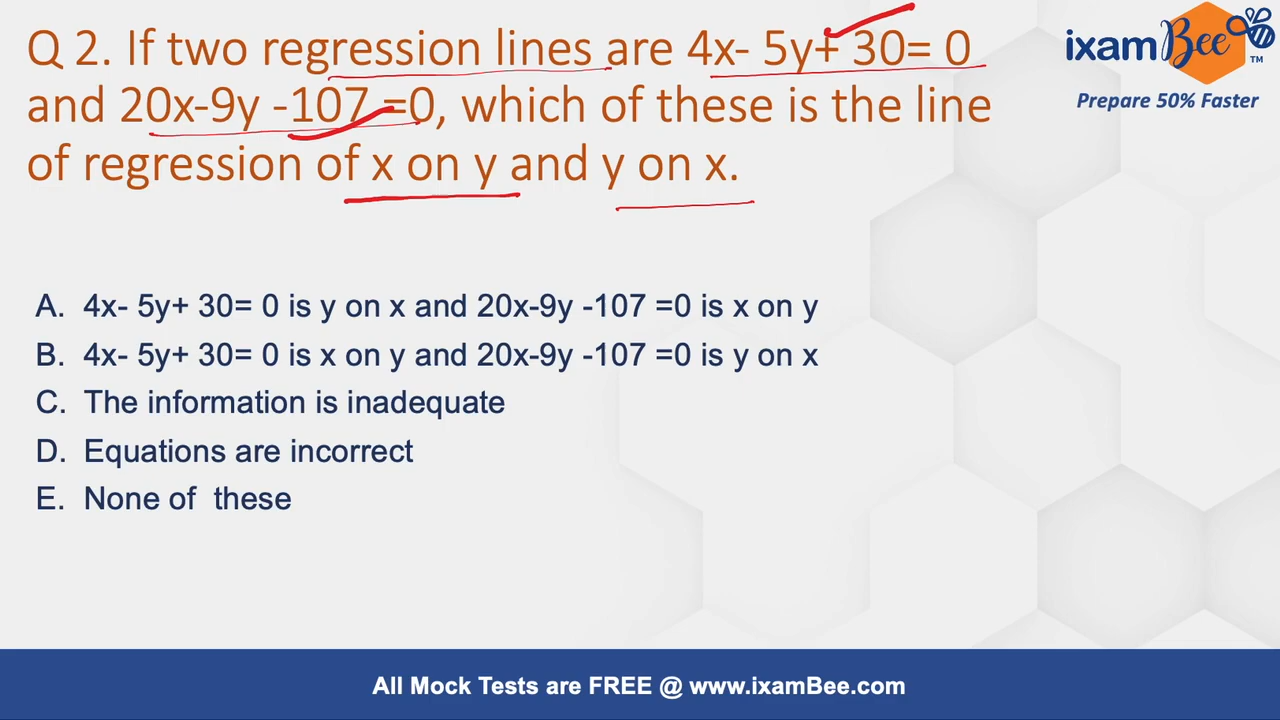 Q 2. If two regression lines are 4x- 5y+ 30= 0
and 20x-9y -107 =0, which of these is the line
of regression of x on y and y on x.
ixamBee
TM
Prepare 50% Faster
A. 4x- 5y+ 30= 0 is y on x and 20x-9y -107 =0 is x on y
B. 4x- 5y+ 30= 0 is x on y and 20x-9y -107 =0 is y on x
C. The information is inadequate
D. Equations are incorrect
E. None of these
All Mock Tests are FREE @ www.ixamBee.com